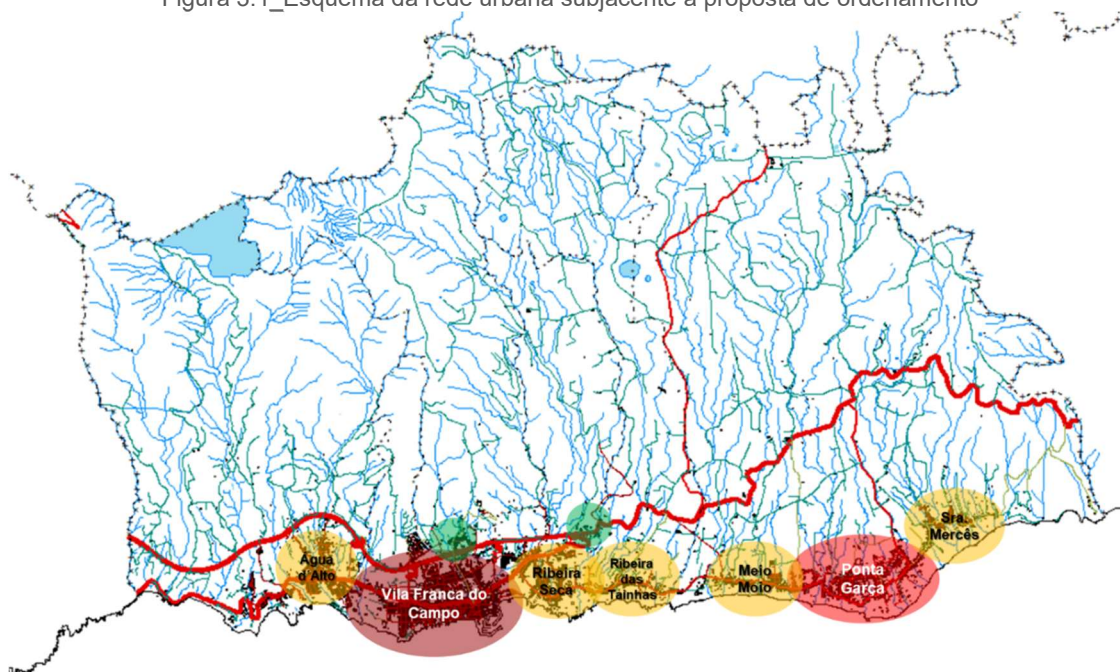 Figura 3.1_Esquema da rede urbana subjacente à proposta de ordenamento
Água
d'Alto
Vila Franca do
Campo
Ribeira
Seca
Ribeira
das
Tainhas
Meio
Moio
Ponta
Garça
Sra.
Mercês